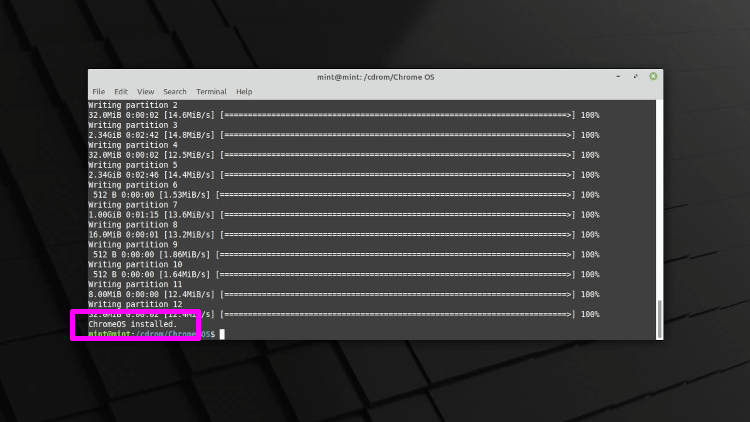 mint@mint: /cdrom/Chrome OS
File Edit View Search Terminal Help
Writing partition 2
32.0MiB 0:00:02 [14.6MiB/s] [=========================================================================>] 100%
Writing partition 3
2.34GiB 0:02:42 [14.8MiB/s] [=========================================================================>] 100%
Writing partition 4
32.0MiB 0:00:02 [12.5MiB/s] [=========================================================================>] 100%
Writing partition 5
2.34GiB 0:02:46 [14.4MiB/s] [=========================================================================>] 100%
Writing partition 6
512 B 0:00:00 [1.53MiB/s] [==========================================================================>] 100%
Writing partition 7
1.00GiB 0:01:15 [13.6MiB/s] [=========================================================================>] 100%
Writing partition 8
16.0MiB 0:00:01 [13.2MiB/s] [=========================================================================>] 100%
Writing partition 9
512 B 0:00:00 [1.86MiB/s] [==========================================================================>] 100%
Writing partition 10
512 B 0:00:00 [1.64MiB/s] [==========================================================================>] 100%
Writing partition 11
8.00MiB 0:00:00 [12.4MiB/s] [=========================================================================>] 100%
Writing partition 12
32.0MiB 0:00:02 [12.4MiB/s] [=========================================================================>] 100%
ChromeOS installed.
mint@mint:/cdrom/Chrome OS$